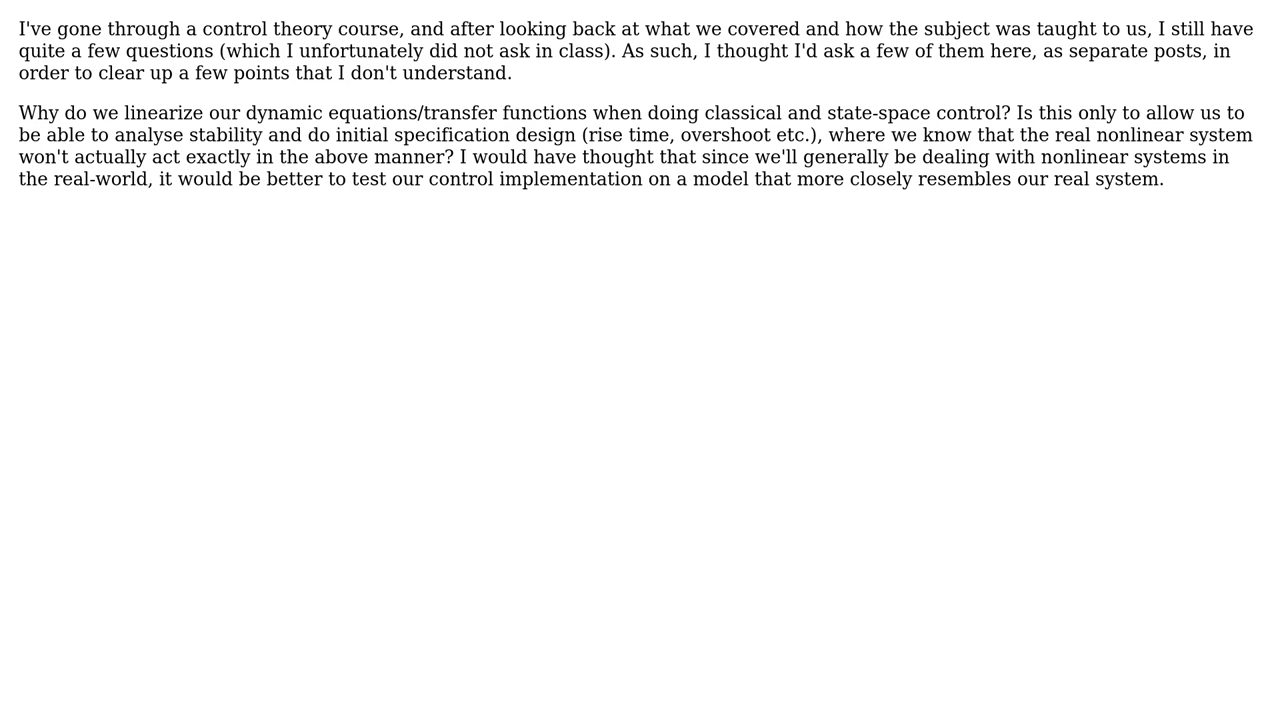 I've gone through a control theory course, and after looking back at what we covered and how the subject was taught to us, I still have
quite a few questions (which I unfortunately did not ask in class). As such, I thought I'd ask a few of them here, as separate posts, in
order to clear up a few points that I don't understand.
Why do we linearize our dynamic equations/transfer functions when doing classical and state-space control? Is this only to allow us to
be able to analyse stability and do initial specification design (rise time, overshoot etc.), where we know that the real nonlinear system
won't actually act exactly in the above manner? I would have thought that since we'll generally be dealing with nonlinear systems in
the real-world, it would be better to test our control implementation on a model that more closely resembles our real system.